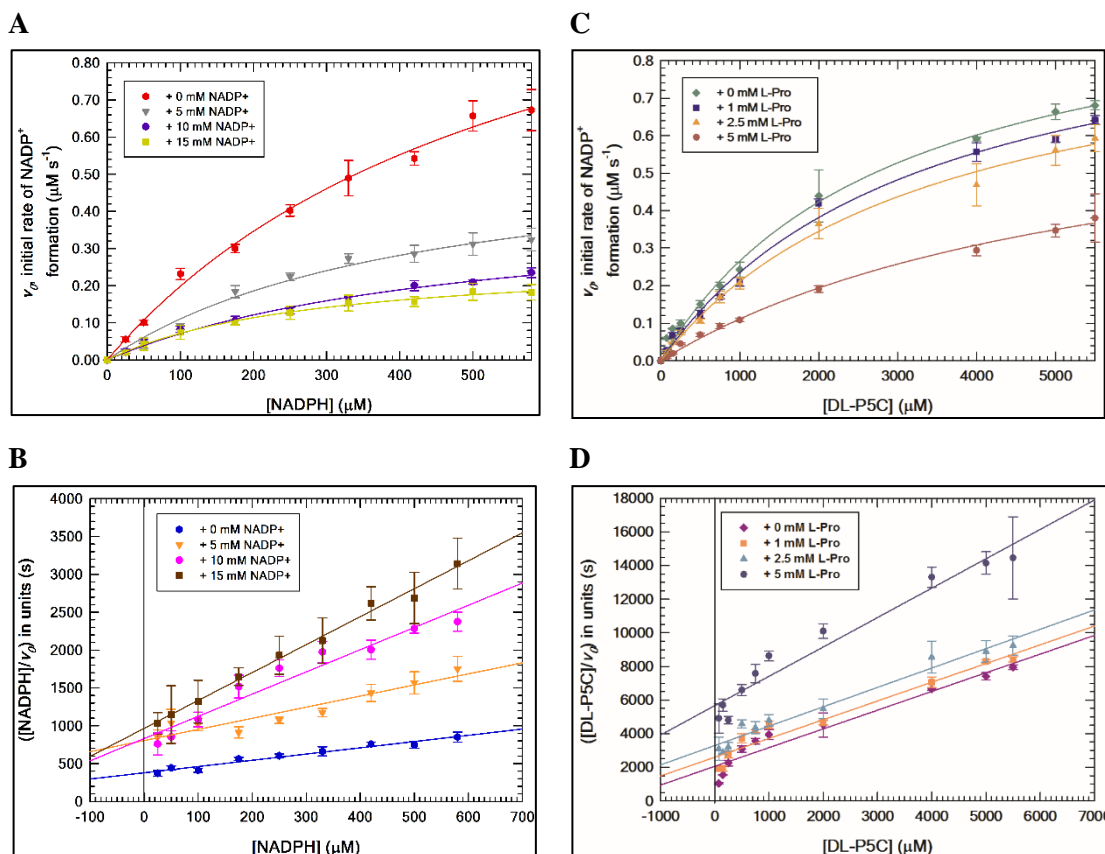 A
v₀, initial rate of NADP⁺
formation (μM s⁻¹)
0.80
0.70
0.60
0.50
0.40
0.30
0.20
0.10
0.00
+ 0 mM NADP+
+ 5 mM NADP+
+ 10 mM NADP+
+ 15 mM NADP+
0
100
200
300
400
500
[NADPH] (μM)
C
v₀, initial rate of NADP⁺
formation (μM s⁻¹)
0.8
0.7
0.6
0.5
0.4
0.3
0.2
0.1
0.0
+ 0 mM L-Pro
+ 1 mM L-Pro
+ 2.5 mM L-Pro
+ 5 mM L-Pro
0
1000
2000
3000
4000
5000
[DL-P5C] (μM)
B
([NADPH]/v₀) in units (s)
4000
3500
3000
2500
2000
1500
1000
500
0
+ 0 mM NADP+
+ 5 mM NADP+
+ 10 mM NADP+
+ 15 mM NADP+
-100
0
100
200
300
400
500
600
700
[NADPH] (μM)
D
([DL-P5C]/v₀) in units (s)
18000
16000
14000
12000
10000
8000
6000
4000
2000
0
+ 0 mM L-Pro
+ 1 mM L-Pro
+ 2.5 mM L-Pro
+ 5 mM L-Pro
-1000
0
1000
2000
3000
4000
5000
6000
7000
[DL-P5C] (μM)